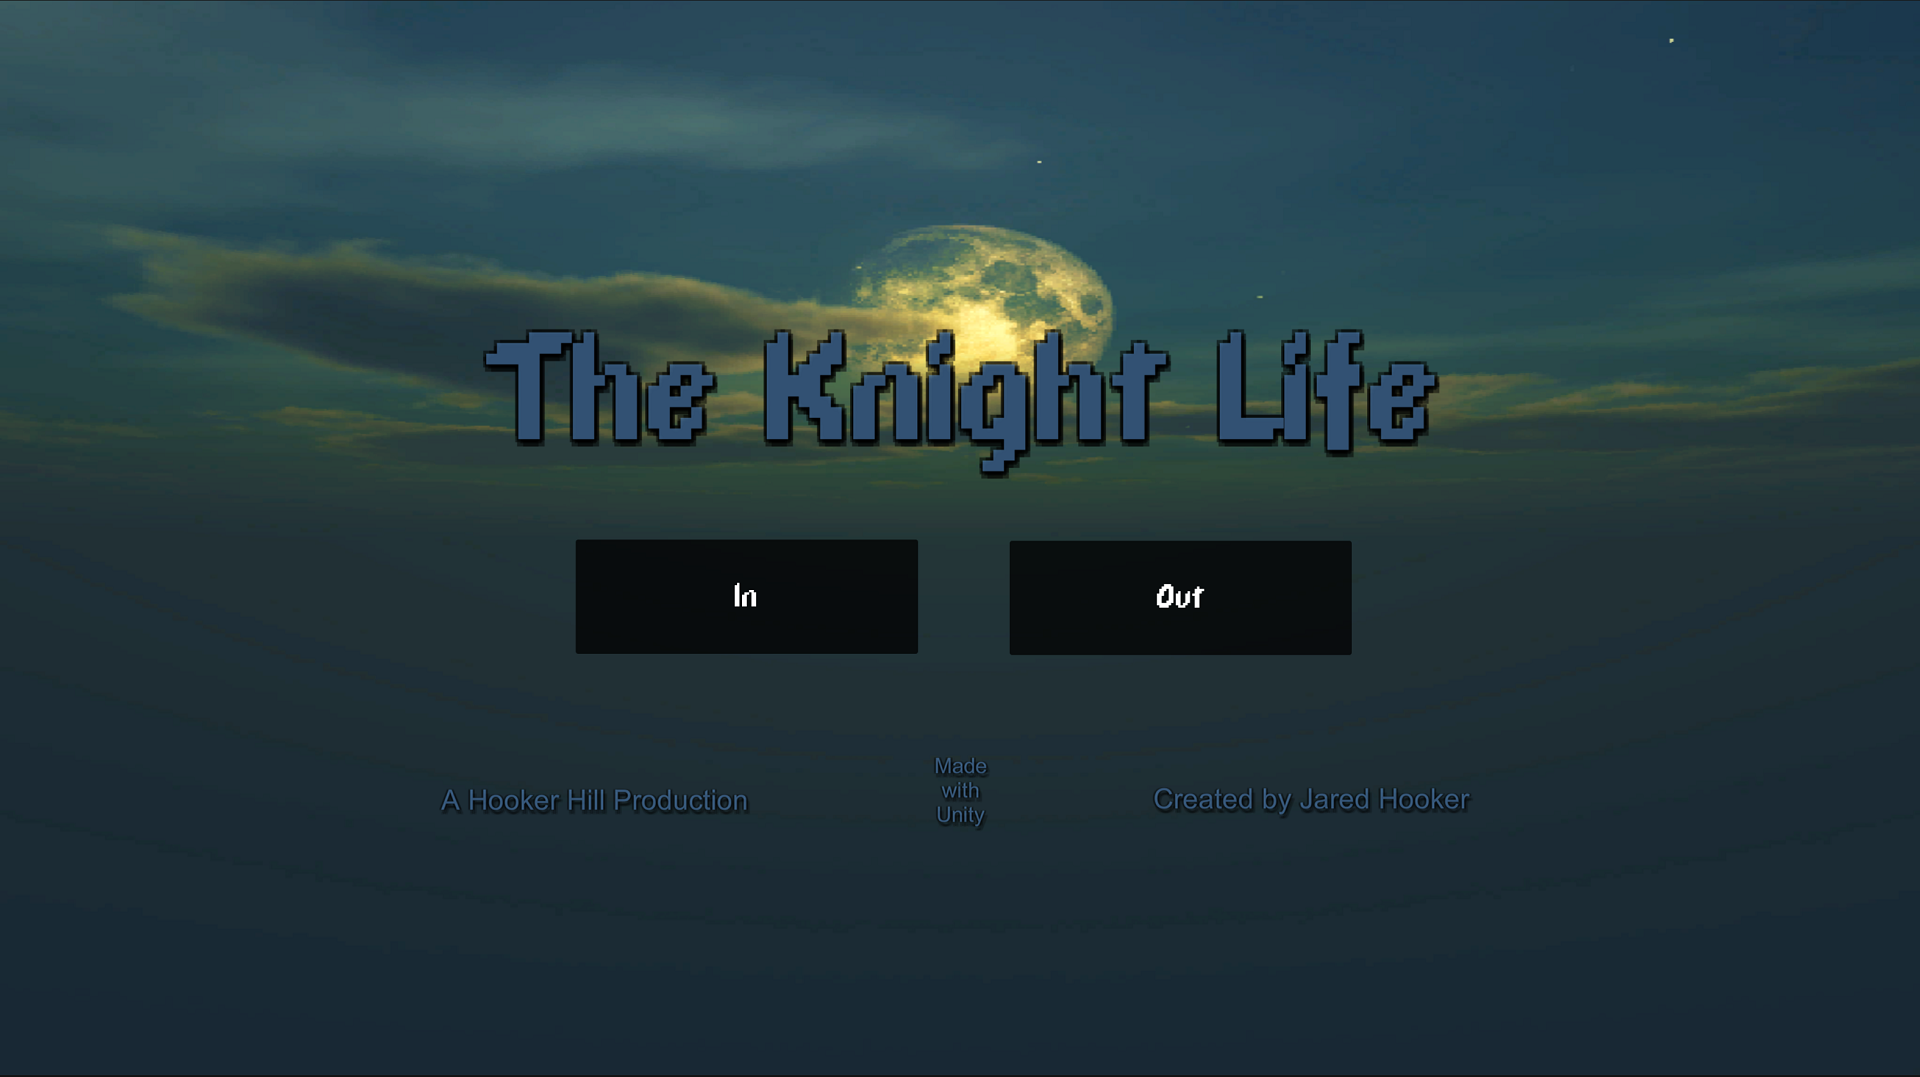 The Knight Life
In
Out
A Hooker Hill Production
Made
with
Unity
Created by Jared Hooker